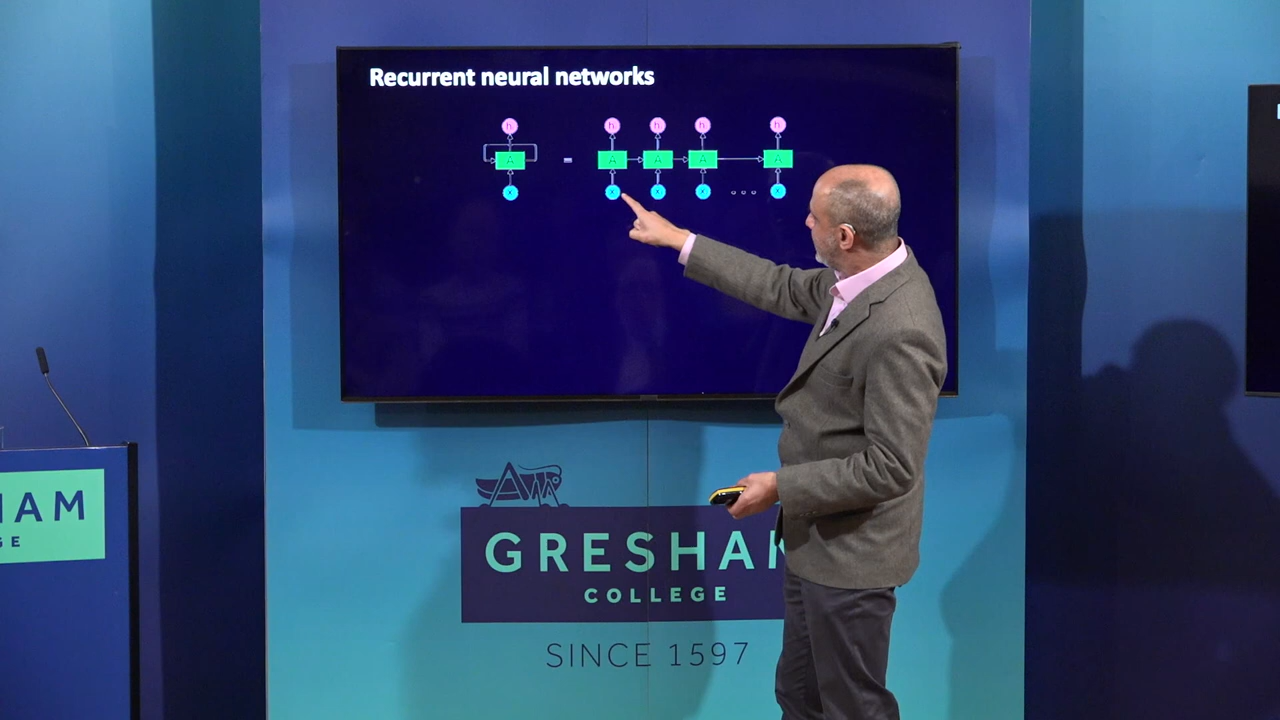 Recurrent neural networks
h h h h h
A = A A A A
x x x x ... x
HAM
GE
GRESHAM
COLLEGE
SINCE 1597